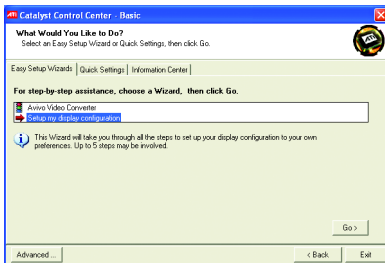 ATI Catalyst Control Center - Basic
What Would You Like to Do?
Select an Easy Setup Wizard or Quick Settings, then click Go.
ATI
Easy Setup Wizards Quick Settings Information Center
For step-by-step assistance, choose a Wizard, then click Go.
Avivo Video Converter
Setup my display configuration
This Wizard will take you through all the steps to set up your display configuration to your own
preferences. Up to 5 steps may be involved.
Go >
Advanced ... < Back Exit